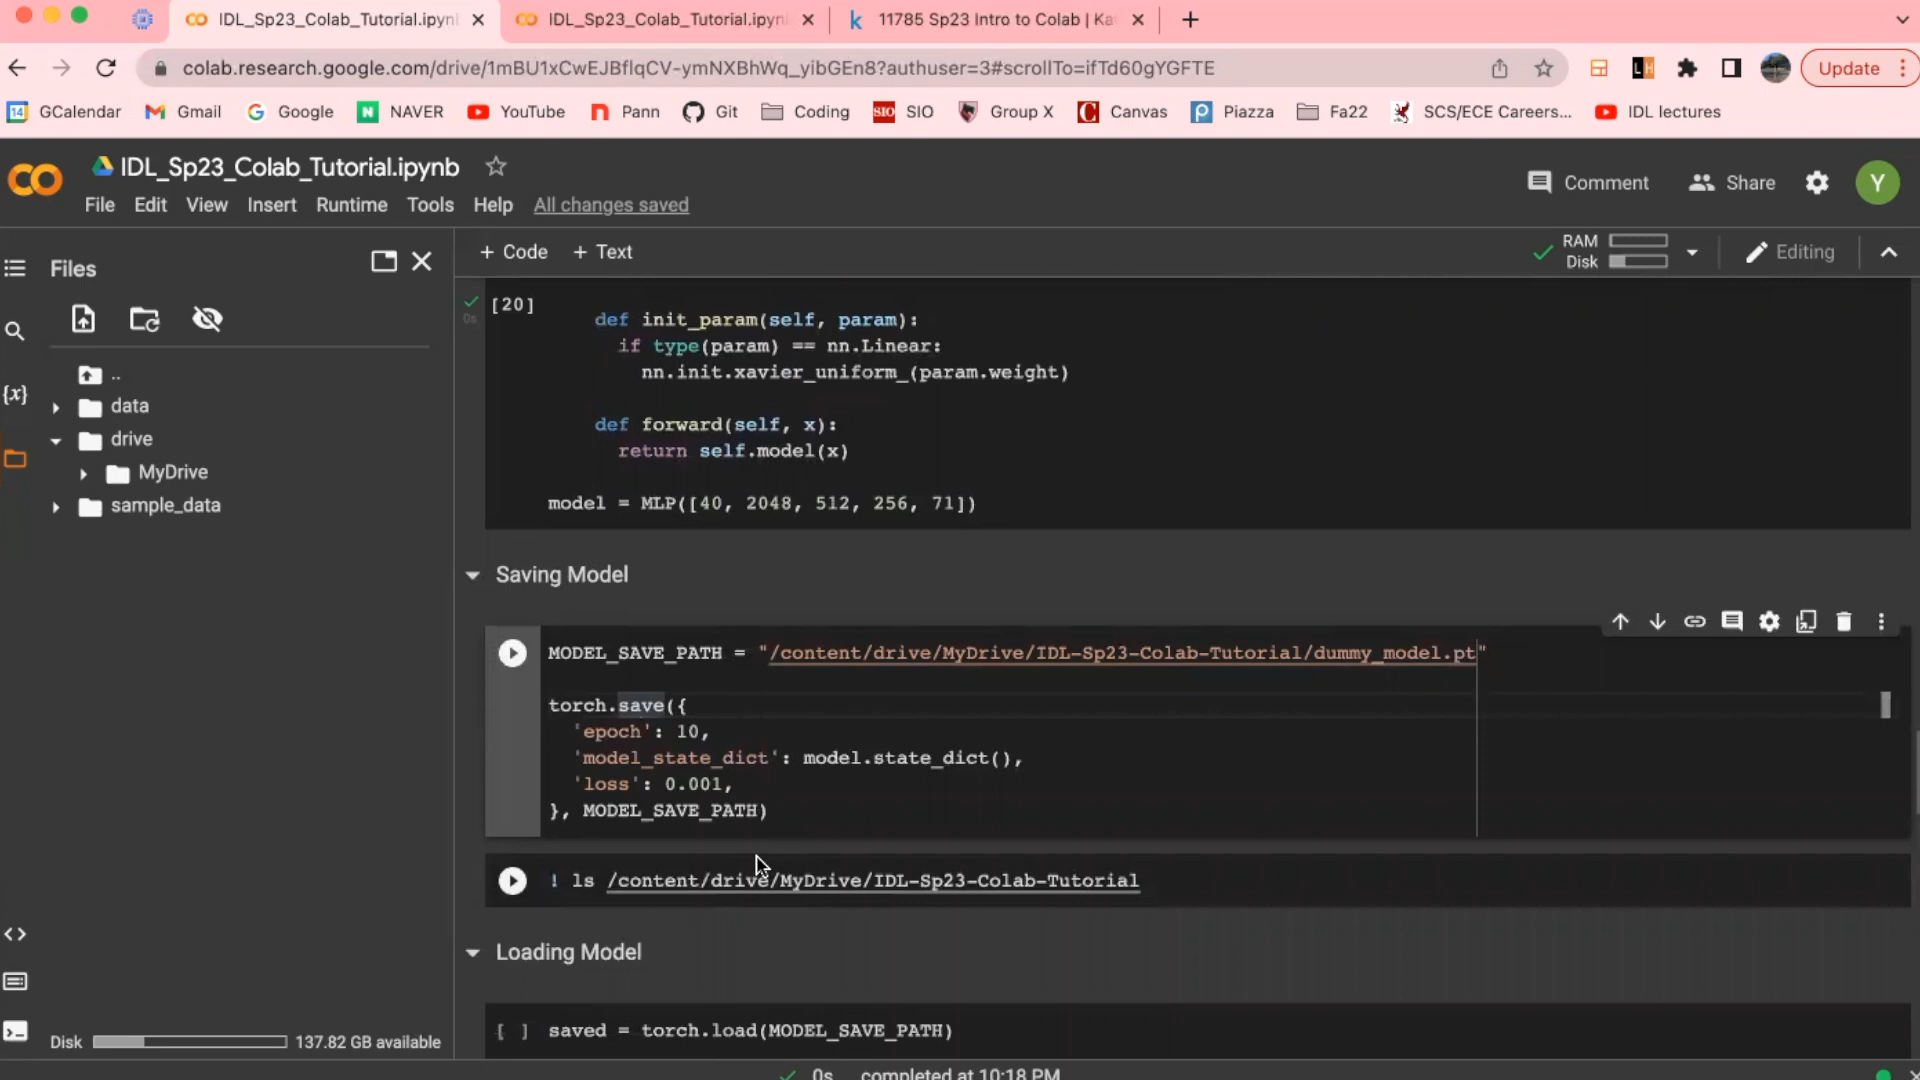 IDL_Sp23_Colab_Tutorial.ipyn
IDL_Sp23_Colab_Tutorial.ipyn
k 11785 Sp23 Intro to Colab | Ka
colab.research.google.com/drive/1mBU1xCwEJBflqCV-ymNXBhWq_yibGEn8?authuser=3#scrollTo=ifTd60gYGFTE
LH
Update
14 GCalendar
Gmail
G Google
N NAVER
YouTube
n Pann
Git
Coding
SIO SIO
Group X
C Canvas
P Piazza
Fa22
SCS/ECE Careers...
IDL lectures
IDL_Sp23_Colab_Tutorial.ipynb
File Edit View Insert Runtime Tools Help All changes saved
Comment
Share
Y
Files
+ Code + Text
RAM
Disk
Editing
..
data
drive
MyDrive
sample_data
{x}
[20]
0s
def init_param(self, param):
if type(param) == nn.Linear:
nn.init.xavier_uniform_(param.weight)
def forward(self, x):
return self.model(x)
model = MLP([40, 2048, 512, 256, 71])
Saving Model
MODEL_SAVE_PATH = "/content/drive/MyDrive/IDL-Sp23-Colab-Tutorial/dummy_model.pt"
torch.save({
'epoch': 10,
'model_state_dict': model.state_dict(),
'loss': 0.001,
}, MODEL_SAVE_PATH)
! ls /content/drive/MyDrive/IDL-Sp23-Colab-Tutorial
Loading Model
[ ] saved = torch.load(MODEL_SAVE_PATH)
Disk 137.82 GB available
0s completed at 10:18 PM